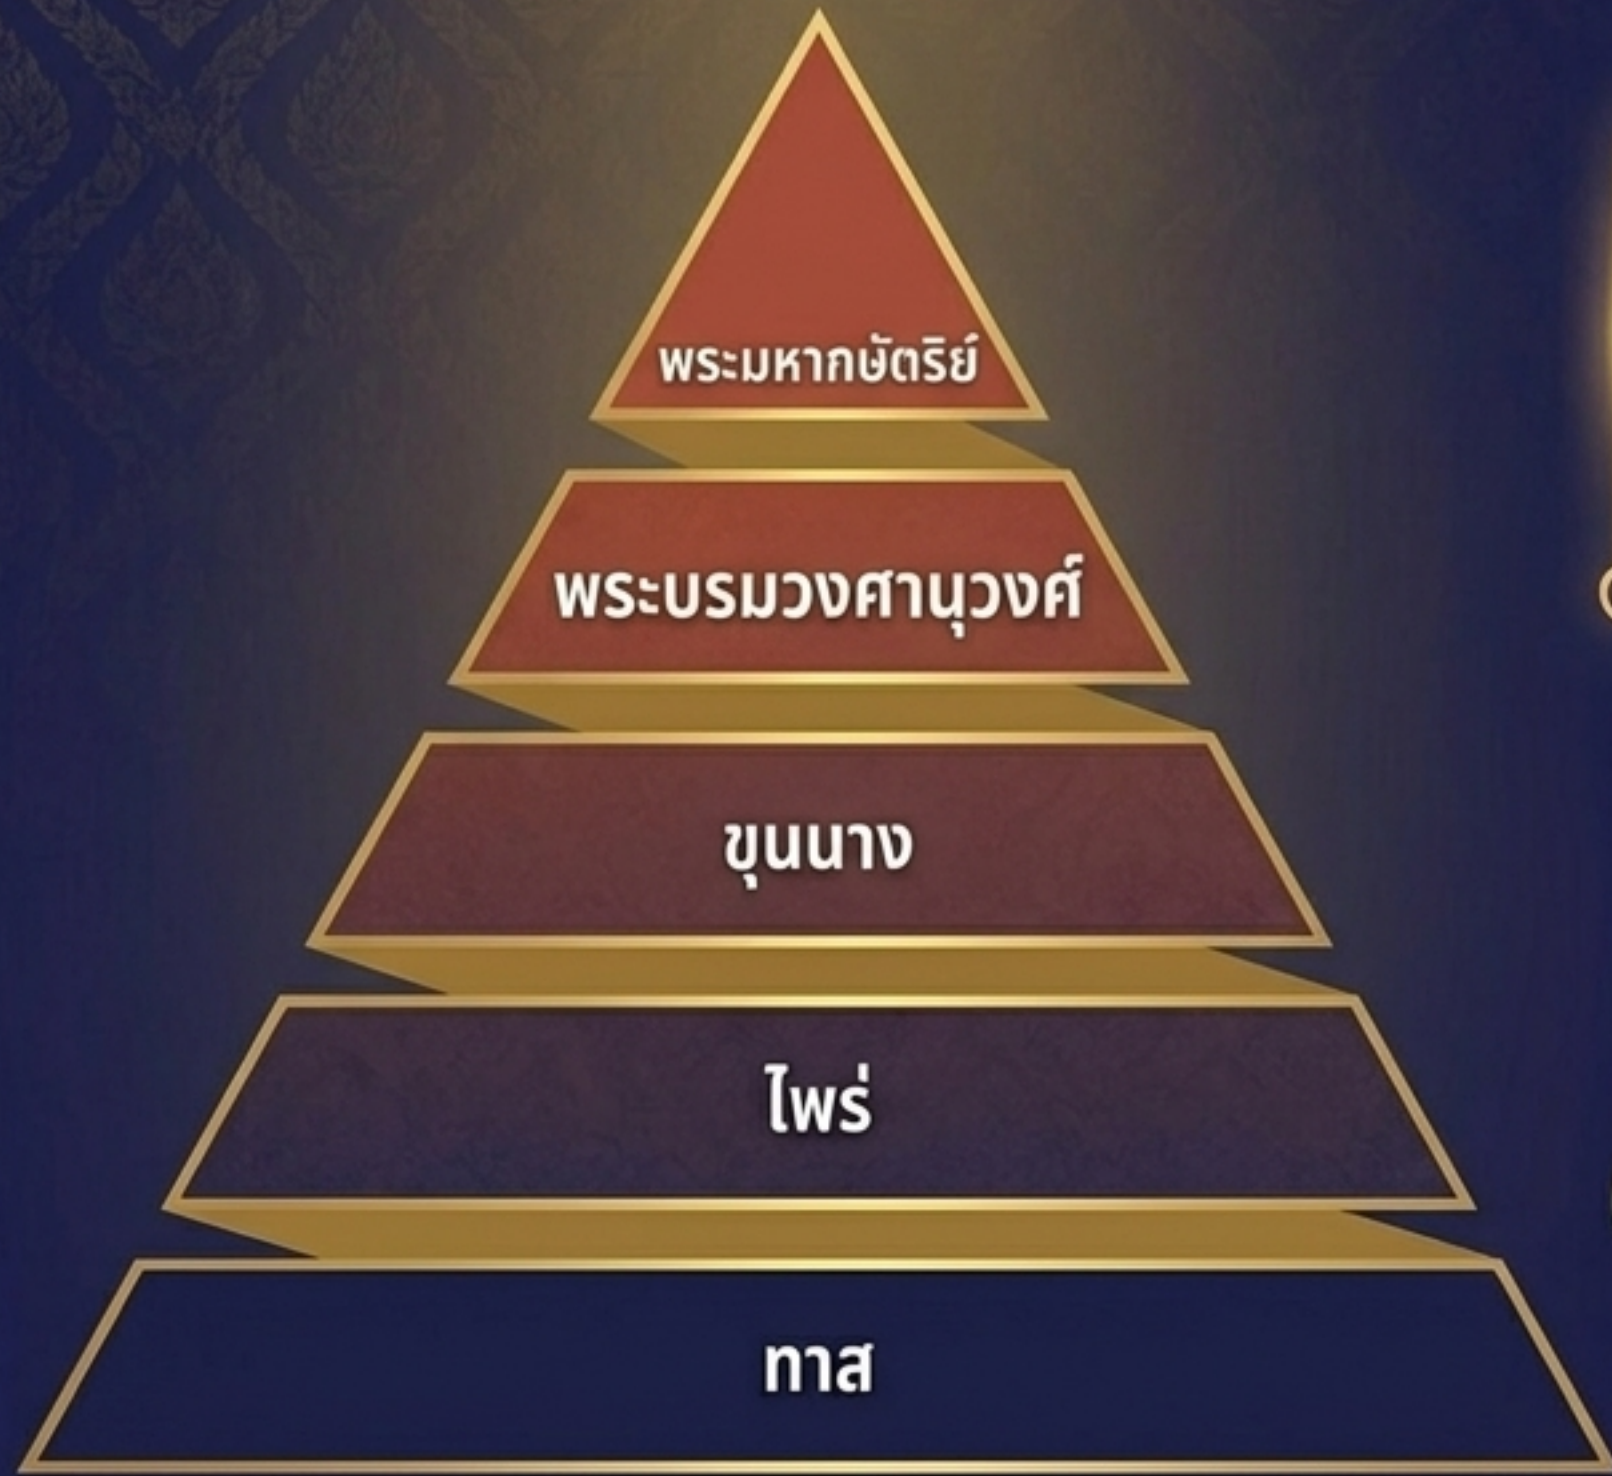 พระมหากษัตริย์
พระบรมวงศานุวงศ์
ขุนนาง
ไพร่
ทาส